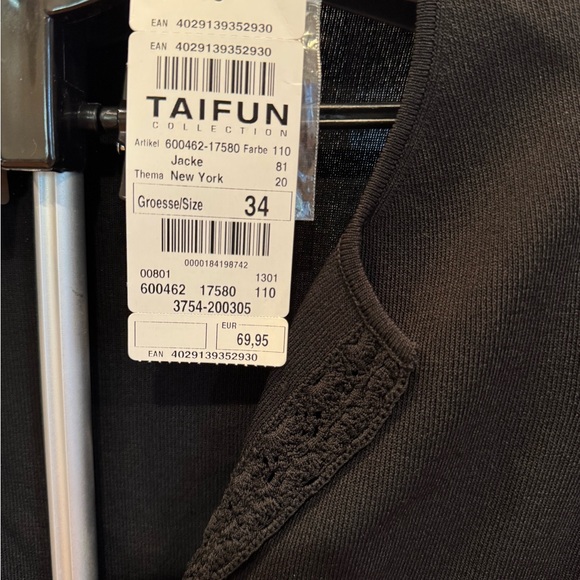 EAN 4029139352930
EAN 4029139352930
TAIFUN
COLLECTION
Artikel 600462-17580 Farbe 110
Jacke 81
Thema New York 20
Groesse/Size 34
0000184198742
00801 1301
600462 17580 110
3754-200305
EUR
69,95
EAN 4029139352930